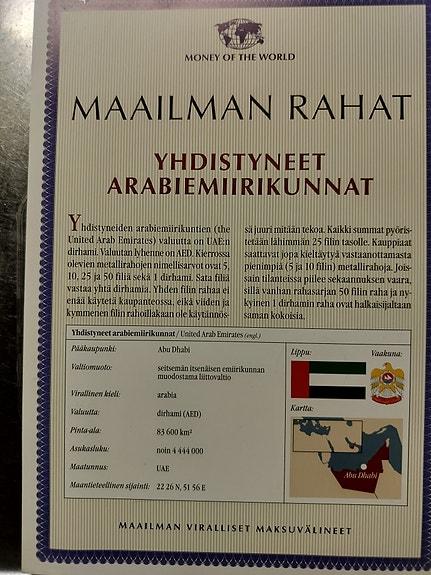 MONEY OF THE WORLD
MAAILMAN RAHAT
YHDISTYNEET
ARABIEMIIRIKUNNAT
Yhdistyneiden arabiemiirikuntien (the
United Arab Emirates) valuutta on UAE:n
dirhami. Valuutan lyhenne on AED. Kierrossa
olevien metallirahojen nimellisarvot ovat 5,
10, 25 ja 50 filiä sekä 1 dirhami. Sata filiä
vastaa yhtä dirhamia. Yhden filin rahaa ei
enää käytetä kaupanteossa, eikä viiden ja
kymmenen filin rahoillakaan ole käytännös-
sä juuri mitään tekoa. Kaikki summat pyöris-
tetään lähimmän 25 filin tasolle. Kauppiaat
saattavat jopa kieltäytyä vastaanottamasta
pienimpiä (5 ja 10 filin) metallirahoja. Jois-
sain tilanteissa piilee sekaannuksen vaara,
sillä vanhan rahasarjan 50 filin raha ja ny-
kyinen 1 dirhamin raha ovat halkaisijaltaan
saman kokoisia.
Yhdistyneet arabiemiirikunnat / United Arab Emirates (engl.)
Pääkaupunki: Abu Dhabi
Valtiomuoto: seitsemän itsenäisen emiirikunnan
muodostama liittovaltio
Virallinen kieli: arabia
Valuutta: dirhami (AED)
Pinta-ala: 83 600 km²
Asukasluku: noin 4 444 000
Maatunnus: UAE
Maantieteellinen sijainti: 22 26 N, 51 56 E
Lippu: Vaakuna:
Kartta:
Abu Dhabi
MAAILMAN VIRALLISET MAKSUVÄLINEET